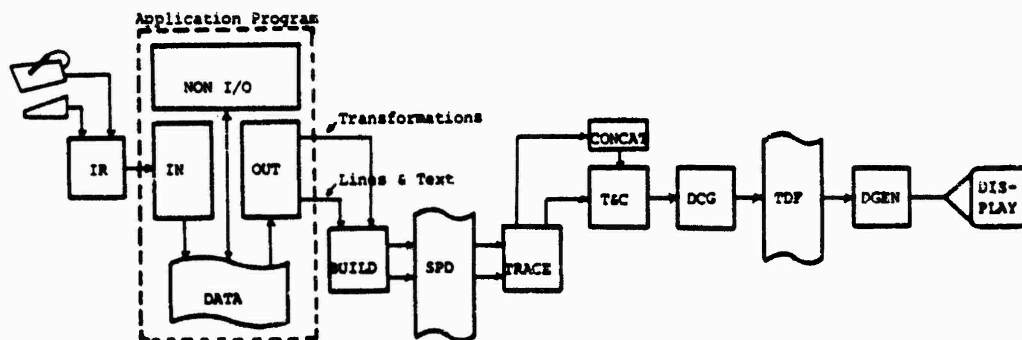 Application Program
NON I/O
Transformations
CONCAT
IR
IN
OUT
Lines & Text
T&C
DCG
TDF
DGEN
DIS-
PLAY
BUILD
SPD
TRACE
DATA